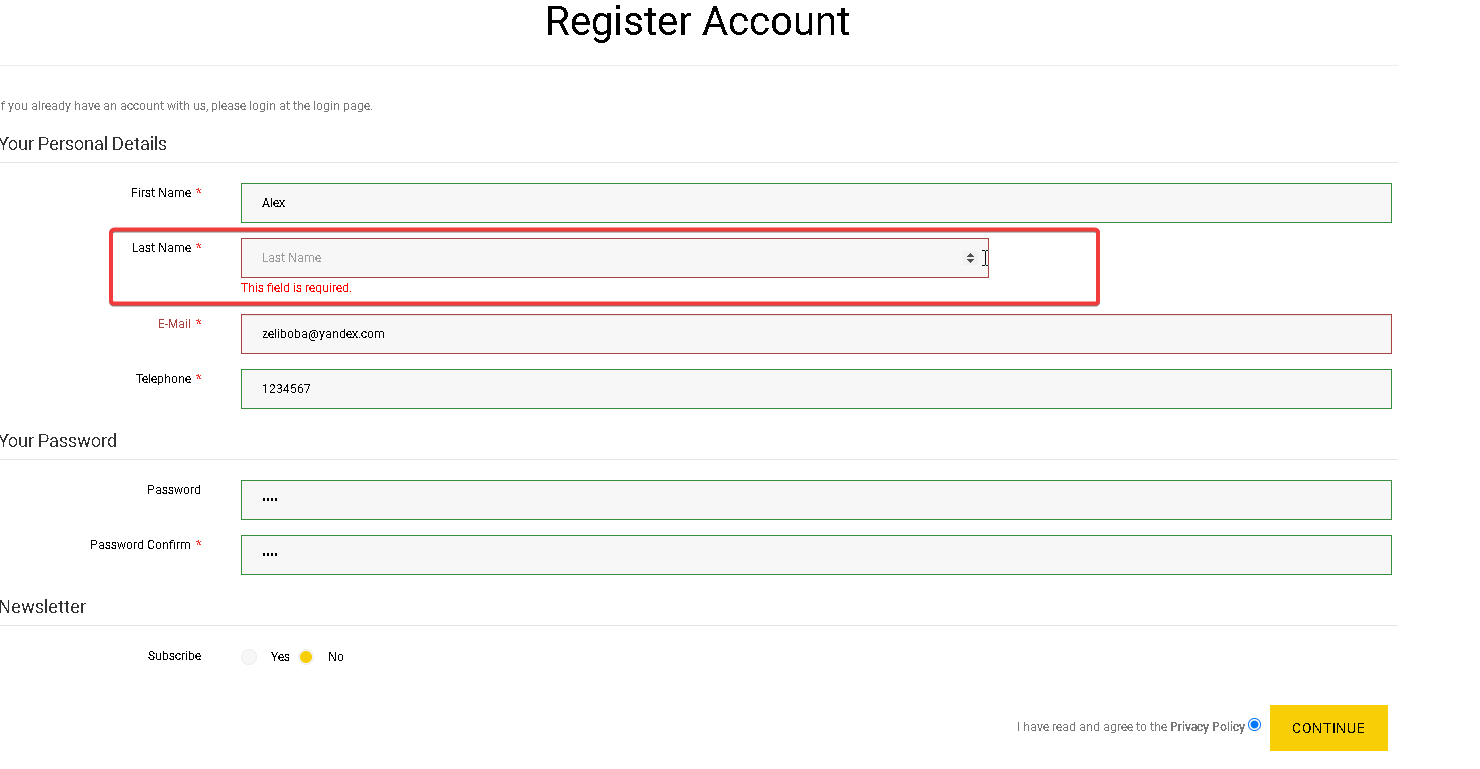 Register Account
If you already have an account with us, please login at the login page.
Your Personal Details
First Name *
Alex
Last Name *
Last Name
This field is required.
E-Mail *
zeliboba@yandex.com
Telephone *
1234567
Your Password
Password
••••
Password Confirm *
••••
Newsletter
Subscribe Yes No
I have read and agree to the Privacy Policy CONTINUE